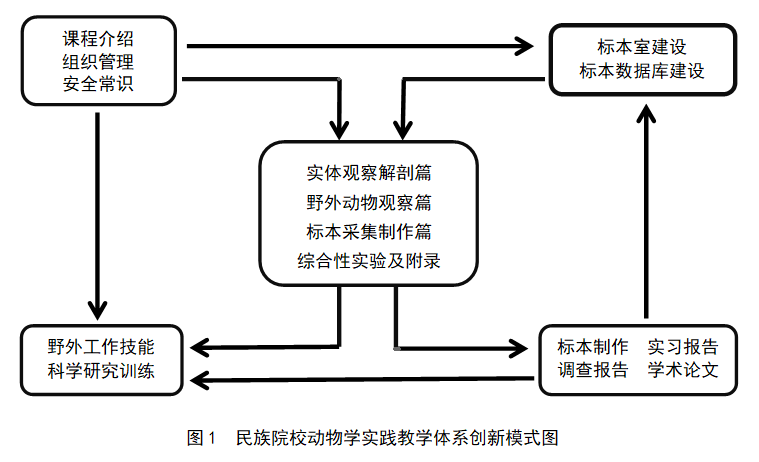 课程介绍
组织管理
安全常识
标本室建设
标本数据库建设
实体观察解剖篇
野外动物观察篇
标本采集制作篇
综合性实验及附录
野外工作技能
科学研究训练
标本制作 实习报告
调查报告 学术论文
图1 民族院校动物学实践教学体系创新模式图